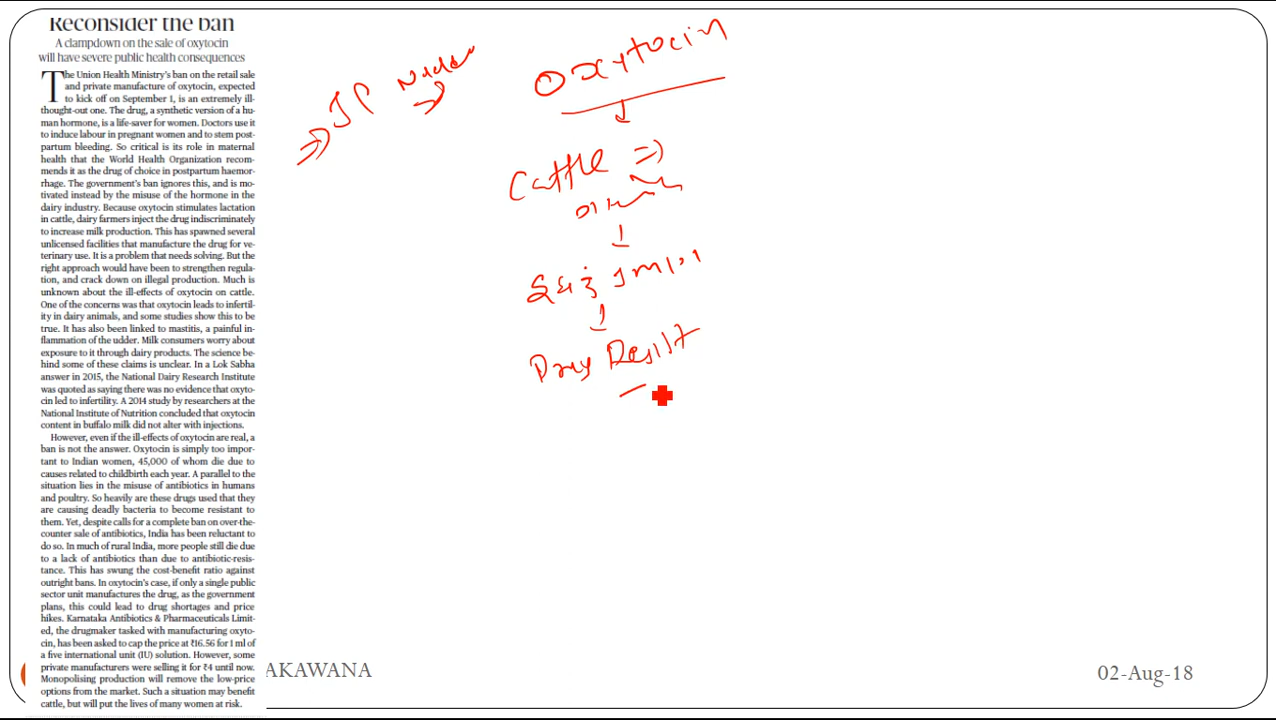 Reconsider the ban
A clampdown on the sale of oxytocin
will have severe public health consequences
The Union Health Ministry's ban on the retail sale
and private manufacture of oxytocin, expected
to kick off on September 1, is an extremely ill-
thought-out one. The drug, a synthetic version of a hu-
man hormone, is a life-saver for women. Doctors use it
to induce labour in pregnant women and to stem post-
partum bleeding. So critical is its role in maternal
health that the World Health Organization recom-
mends it as the drug of choice in postpartum haemor-
rhage. The government's ban ignores this, and is mo-
tivated instead by the misuse of the hormone in the
dairy industry. Because oxytocin stimulates lactation
in cattle, dairy farmers inject the drug indiscriminately
to increase milk production. This has spawned several
unlicensed facilities that manufacture the drug for ve-
terinary use. It is a problem that needs solving. But the
right approach would have been to strengthen regula-
tion, and crack down on illegal production. Much is
unknown about the ill-effects of oxytocin on cattle.
One of the concerns was that oxytocin leads to infertil-
ity in dairy animals, and some studies show this to be
true. It has also been linked to mastitis, a painful in-
flammation of the udder. Milk consumers worry about
exposure to it through dairy products. The science be-
hind some of these claims is unclear. In a Lok Sabha
answer in 2015, the National Dairy Research Institute
was quoted as saying there was no evidence that oxyto-
cin led to infertility. A 2014 study by researchers at the
National Institute of Nutrition concluded that oxytocin
content in buffalo milk did not alter with injections.
However, even if the ill-effects of oxytocin are real, a
ban is not the answer. Oxytocin is simply too impor-
tant to Indian women, 45,000 of whom die due to
causes related to childbirth each year. A parallel to the
situation lies in the misuse of antibiotics in humans
and poultry. So heavily are these drugs used that they
are causing deadly bacteria to become resistant to
them. Yet, despite calls for a complete ban on over-the-
counter sale of antibiotics, India has been reluctant to
do so. In much of rural India, more people still die due
to a lack of antibiotics than due to antibiotic-resis-
tance. This has swung the cost-benefit ratio against
outright bans. In oxytocin's case, if only a single public
sector unit manufactures the drug, as the government
plans, this could lead to drug shortages and price
hikes. Karnataka Antibiotics & Pharmaceuticals Limit-
ed, the drugmaker tasked with manufacturing oxyto-
cin, has been asked to cap the price at ₹16.56 for 1 ml of
a five international unit (IU) solution. However, some
private manufacturers were selling it for ₹4 until now.
Monopolising production will remove the low-price
options from the market. Such a situation may benefit
cattle, but will put the lives of many women at risk.
Oxytocin
Cattle =>
Drug Resist
AKAWANA
02-Aug-18